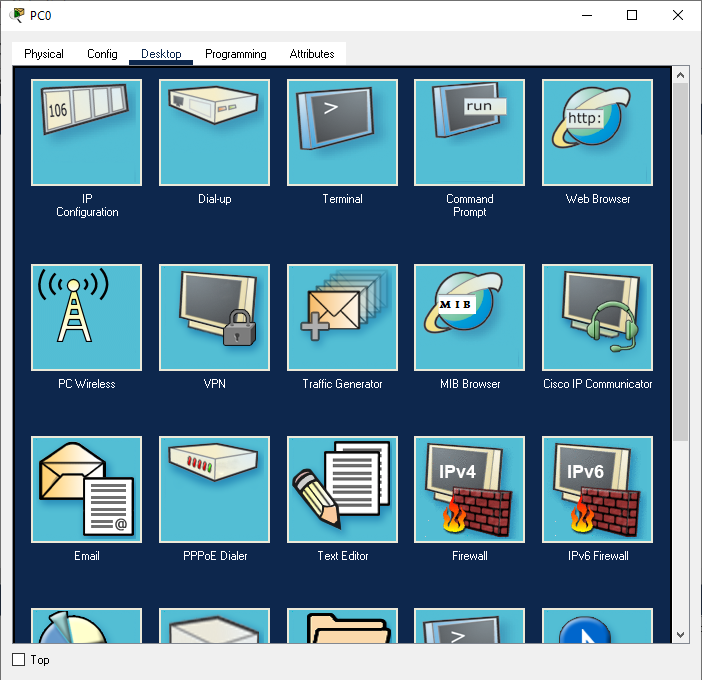 PC0
Physical Config Desktop Programming Attributes
106
>
run
http:
IP
Configuration
Dial-up
Terminal
Command
Prompt
Web Browser
MIB
PC Wireless
VPN
Traffic Generator
MIB Browser
Cisco IP Communicator
@
IPv4
IPv6
Email
PPPoE Dialer
Text Editor
Firewall
IPv6 Firewall
>
Top